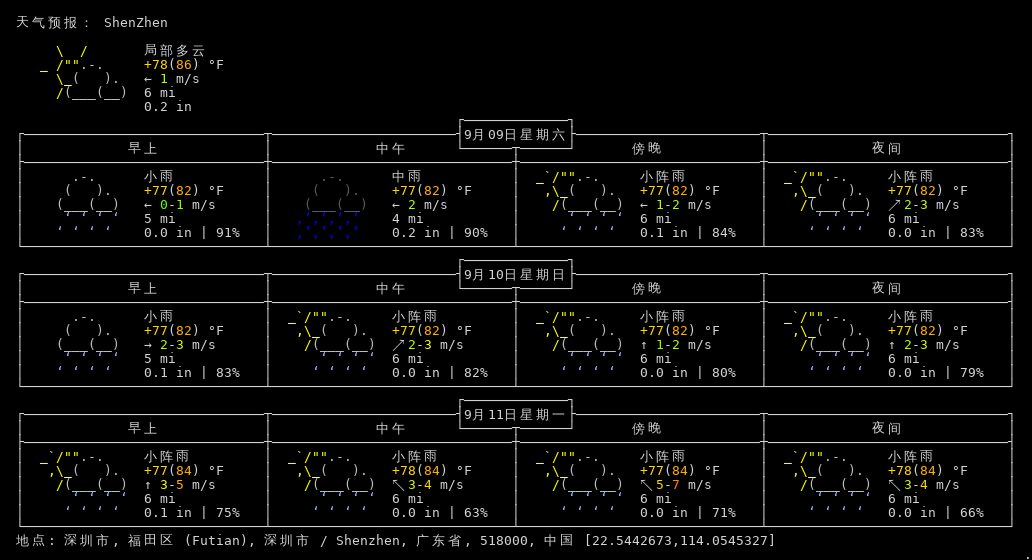 天气预报： ShenZhen
局部多云
+78(86) °F
← 1 m/s
6 mi
0.2 in
9月09日星期六
早上 中午 傍晚 夜间
小雨 中雨 小阵雨 小阵雨
+77(82) °F +77(82) °F +77(82) °F +77(82) °F
← 0-1 m/s ← 2 m/s ← 1-2 m/s ↗ 2-3 m/s
5 mi 4 mi 6 mi 6 mi
0.0 in | 91% 0.2 in | 90% 0.1 in | 84% 0.0 in | 83%
9月10日星期日
早上 中午 傍晚 夜间
小雨 小阵雨 小阵雨 小阵雨
+77(82) °F +77(82) °F +77(82) °F +77(82) °F
→ 2-3 m/s ↗ 2-3 m/s ↑ 1-2 m/s ↑ 2-3 m/s
5 mi 6 mi 6 mi 6 mi
0.1 in | 83% 0.0 in | 82% 0.0 in | 80% 0.0 in | 79%
9月11日星期一
早上 中午 傍晚 夜间
小阵雨 小阵雨 小阵雨 小阵雨
+77(84) °F +78(84) °F +77(84) °F +78(84) °F
↑ 3-5 m/s ↖ 3-4 m/s ↖ 5-7 m/s ↖ 3-4 m/s
6 mi 6 mi 6 mi 6 mi
0.1 in | 75% 0.0 in | 63% 0.0 in | 71% 0.0 in | 66%
地点: 深圳市, 福田区 (Futian), 深圳市 / Shenzhen, 广东省, 518000, 中国 [22.5442673,114.0545327]